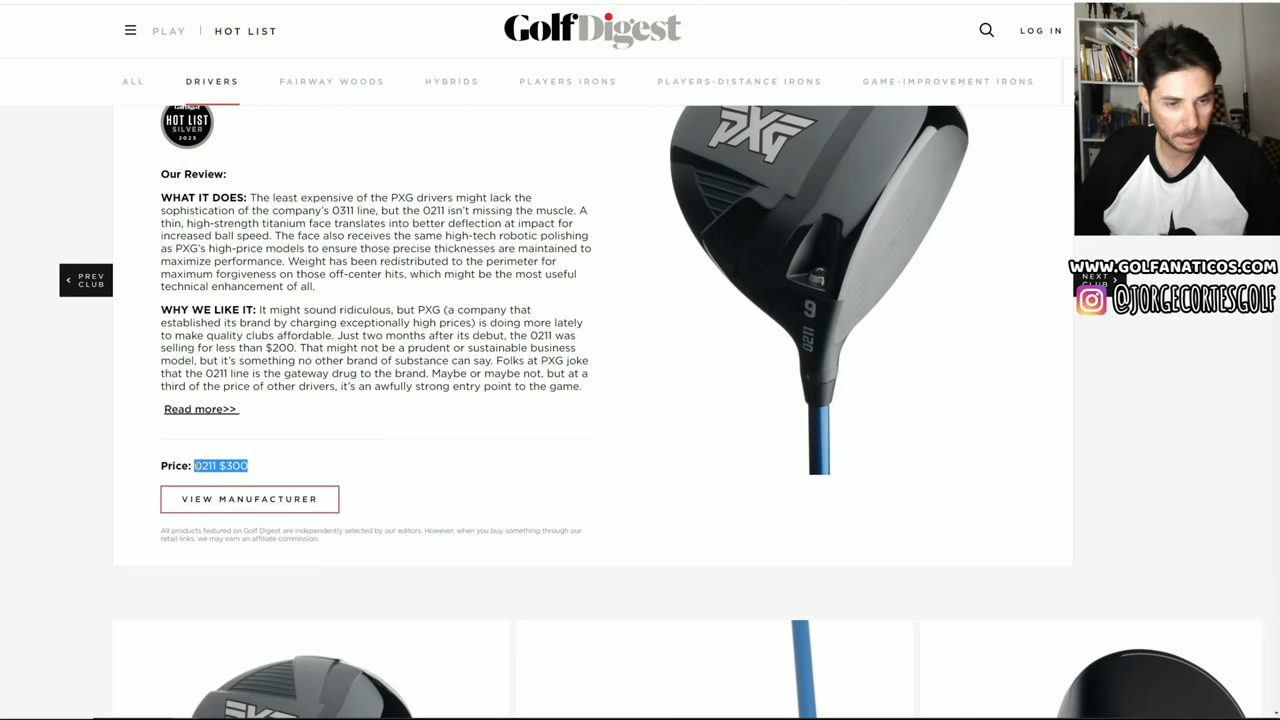 PLAY | HOT LIST
GolfDigest
LOG IN
ALL DRIVERS FAIRWAY WOODS HYBRIDS PLAYERS IRONS PLAYERS-DISTANCE IRONS GAME-IMPROVEMENT IRONS
HOT LIST
SILVER
2023
PXG
Our Review:
WHAT IT DOES: The least expensive of the PXG drivers might lack the
sophistication of the company's 0311 line, but the 0211 isn't missing the muscle. A
thin, high-strength titanium face translates into better deflection at impact for
increased ball speed. The face also receives the same high-tech robotic polishing
as PXG's high-price models to ensure those precise thicknesses are maintained to
maximize performance. Weight has been redistributed to the perimeter for
maximum forgiveness on those off-center hits, which might be the most useful
technical enhancement of all.
< PREV
CLUB
NEXT
CLUB >
WWW.GOLFANATICOS.COM
@JORGECORTESGOLF
WHY WE LIKE IT: It might sound ridiculous, but PXG (a company that
established its brand by charging exceptionally high prices) is doing more lately
to make quality clubs affordable. Just two months after its debut, the 0211 was
selling for less than $200. That might not be a prudent or sustainable business
model, but it's something no other brand of substance can say. Folks at PXG joke
that the 0211 line is the gateway drug to the brand. Maybe or maybe not, but at a
third of the price of other drivers, it's an awfully strong entry point to the game.
9
0211
Read more>>
Price: 0211 $300
VIEW MANUFACTURER
All products featured on Golf Digest are independently selected by our editors. However, when you buy something through our
retail links, we may earn an affiliate commission.